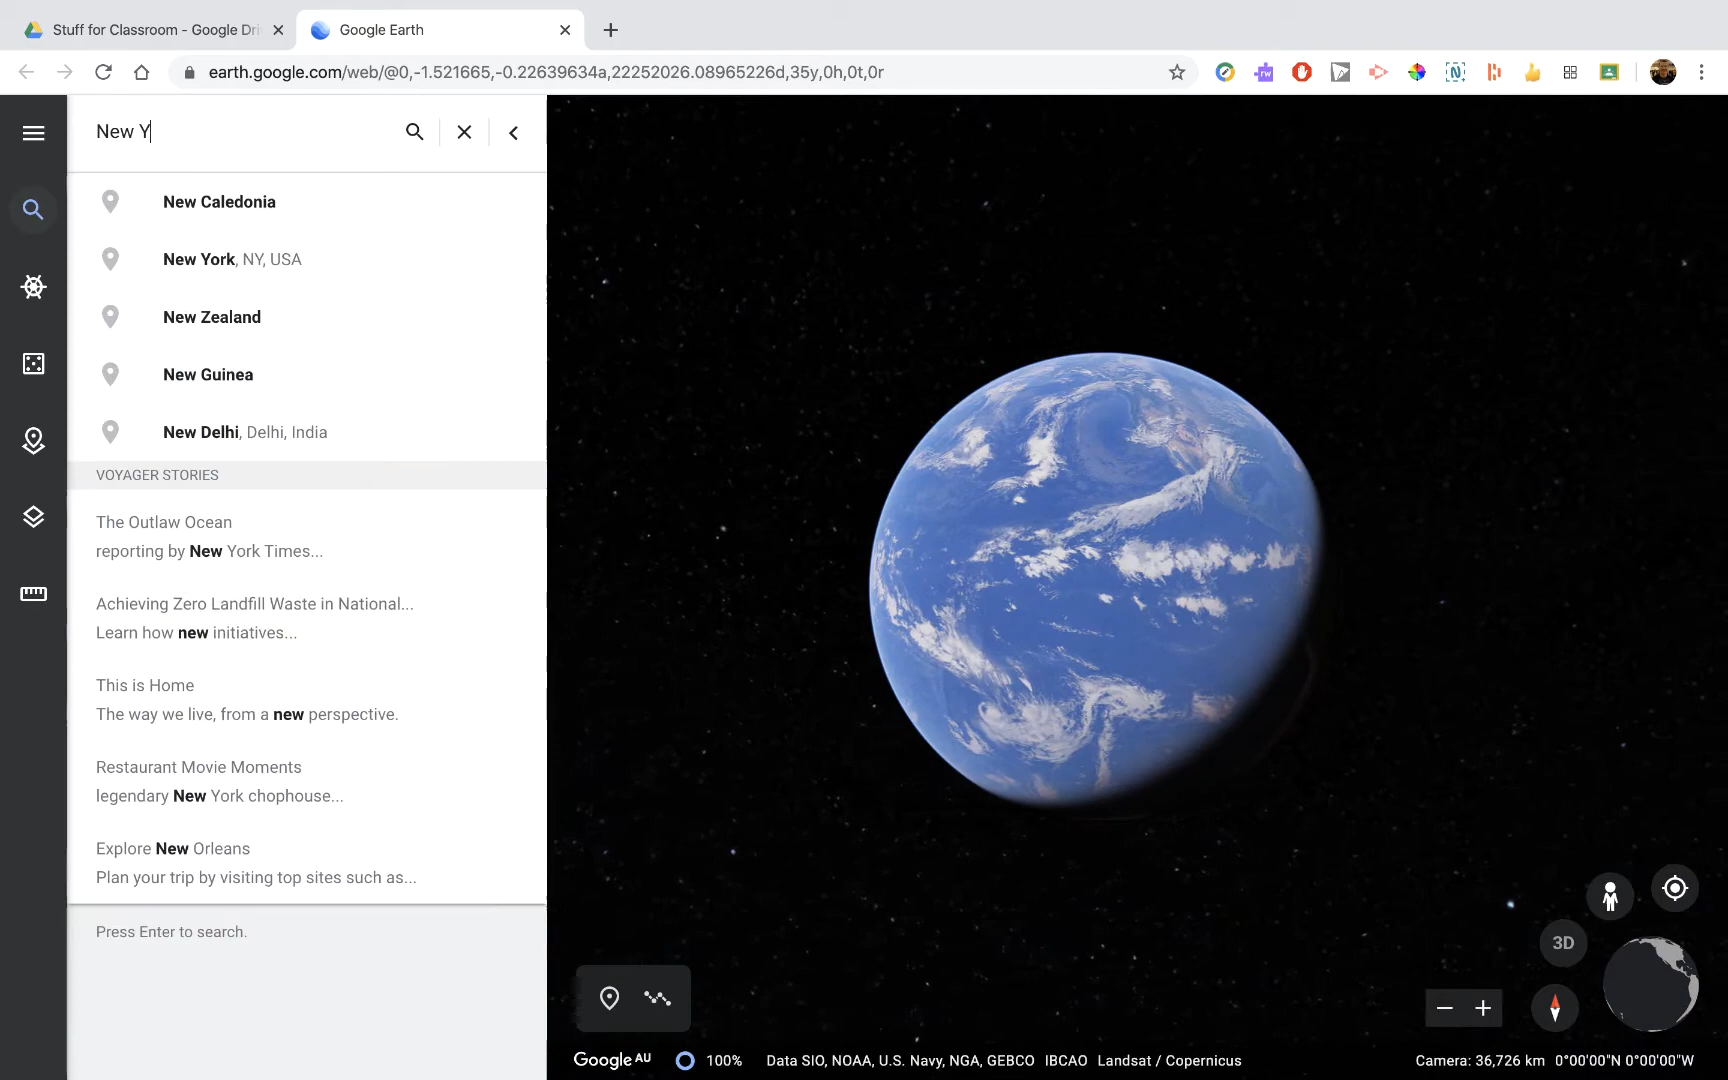 Stuff for Classroom - Google Dri
Google Earth
earth.google.com/web/@0,-1.521665,-0.22639634a,22252026.08965226d,35y,0h,0t,0r
rw
N
New Y
New Caledonia
New York, NY, USA
New Zealand
New Guinea
New Delhi, Delhi, India
VOYAGER STORIES
The Outlaw Ocean
reporting by New York Times...
Achieving Zero Landfill Waste in National...
Learn how new initiatives...
This is Home
The way we live, from a new perspective.
Restaurant Movie Moments
legendary New York chophouse...
Explore New Orleans
Plan your trip by visiting top sites such as...
Press Enter to search.
3D
Google AU
100%
Data SIO, NOAA, U.S. Navy, NGA, GEBCO IBCAO Landsat / Copernicus
Camera: 36,726 km 0°00'00"N 0°00'00"W